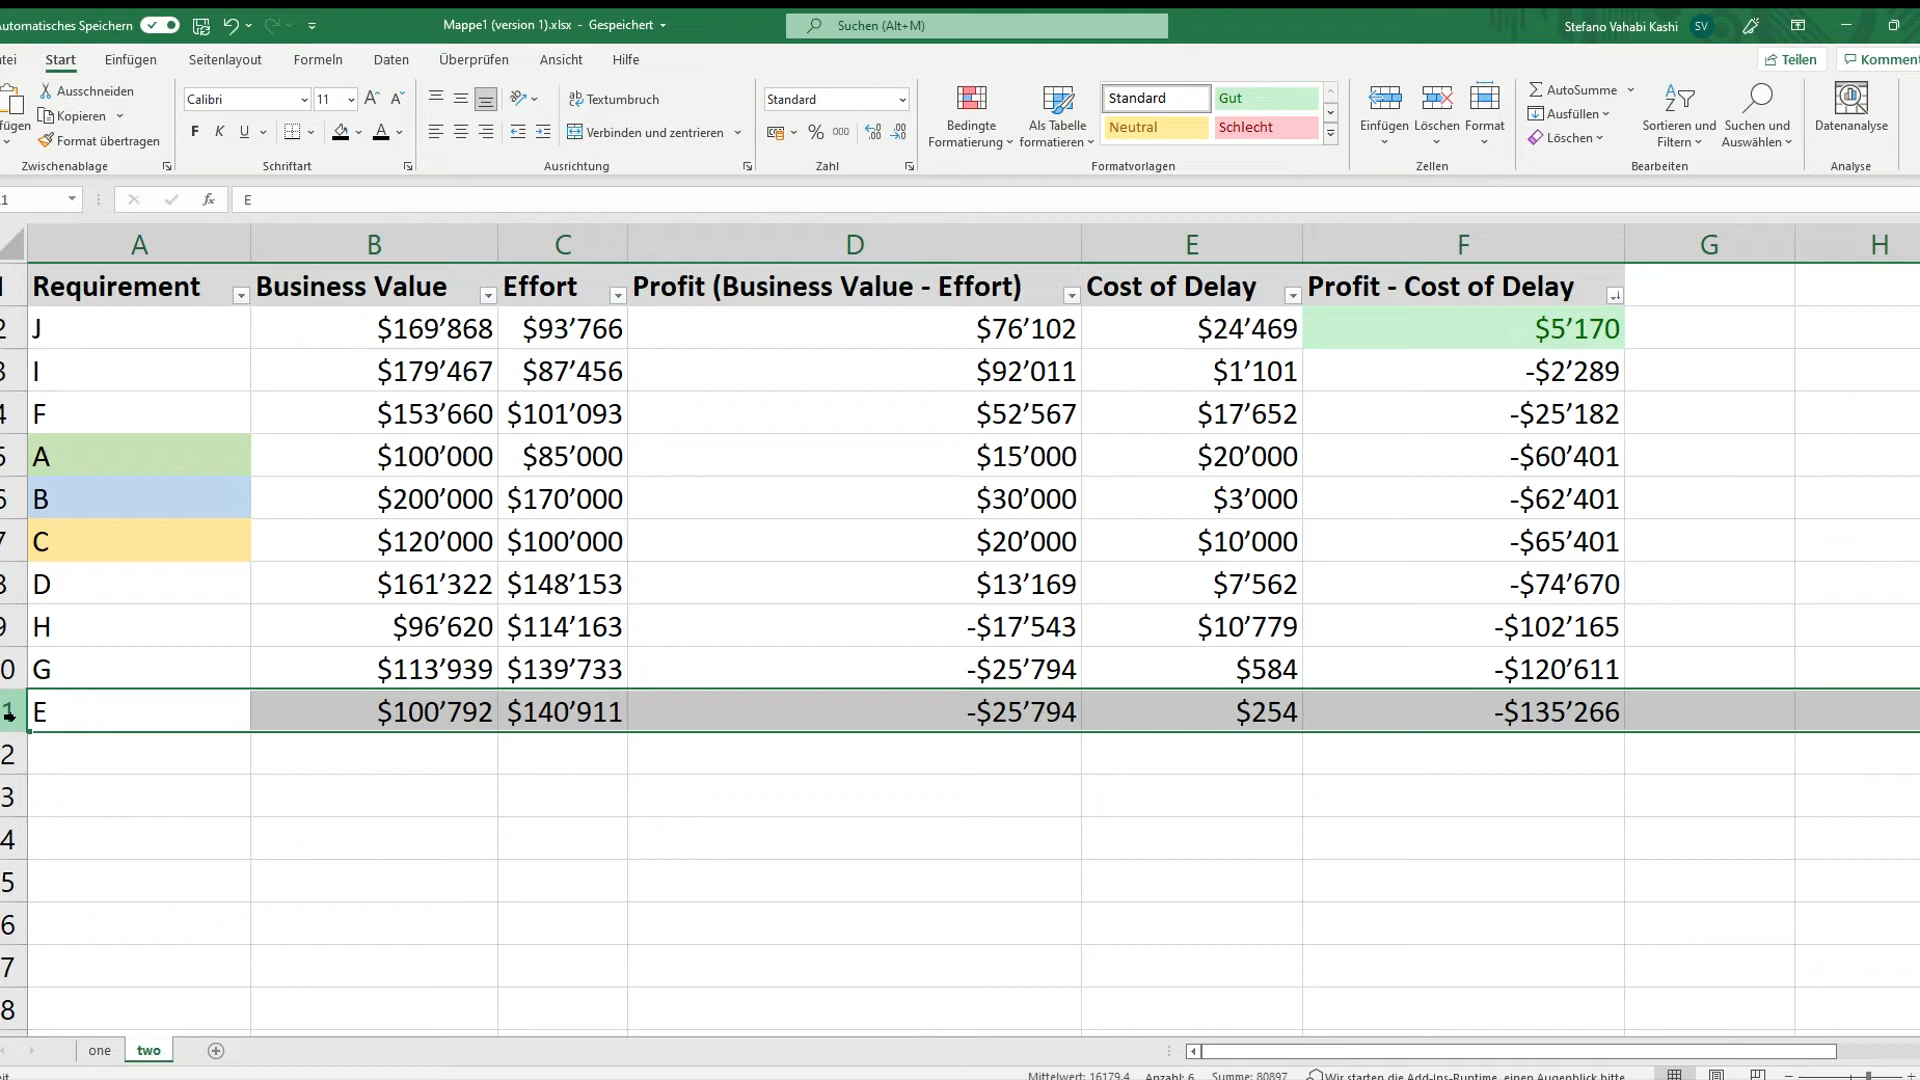 Automatisches Speichern Mappe1 (version 1).xlsx - Gespeichert Suchen (Alt+M) Stefano Vahabi Kashi SV
Start Einfügen Seitenlayout Formeln Daten Überprüfen Ansicht Hilfe Teilen
Ausschneiden
Kopieren
Format übertragen
Zwischenablage
Calibri 11
F K U
Schriftart
Textumbruch
Verbinden und zentrieren
Ausrichtung
Standard
% 000
Zahl
Bedingte Formatierung
Als Tabelle formatieren
Standard Gut
Neutral Schlecht
Formatvorlagen
Einfügen Löschen Format
Zellen
AutoSumme
Ausfüllen
Löschen
Sortieren und Filtern
Suchen und Auswählen
Bearbeiten
Datenanalyse
Analyse
fx E
A B C D E F G H
1 Requirement Business Value Effort Profit (Business Value - Effort) Cost of Delay Profit - Cost of Delay
2 J $169’868 $93’766 $76’102 $24’469 $5’170
3 I $179’467 $87’456 $92’011 $1’101 -$2’289
4 F $153’660 $101’093 $52’567 $17’652 -$25’182
5 A $100’000 $85’000 $15’000 $20’000 -$60’401
6 B $200’000 $170’000 $30’000 $3’000 -$62’401
7 C $120’000 $100’000 $20’000 $10’000 -$65’401
8 D $161’322 $148’153 $13’169 $7’562 -$74’670
9 H $96’620 $114’163 -$17’543 $10’779 -$102’165
0 G $113’939 $139’733 -$25’794 $584 -$120’611
1 E $100’792 $140’911 -$25’794 $254 -$135’266
2
3
4
5
6
7
8
one two
Mittelwert: 16179.4 Anzahl: 6 Summe: 80897 Wir starten die Add-Ins-Runtime, einen Augenblick bitte